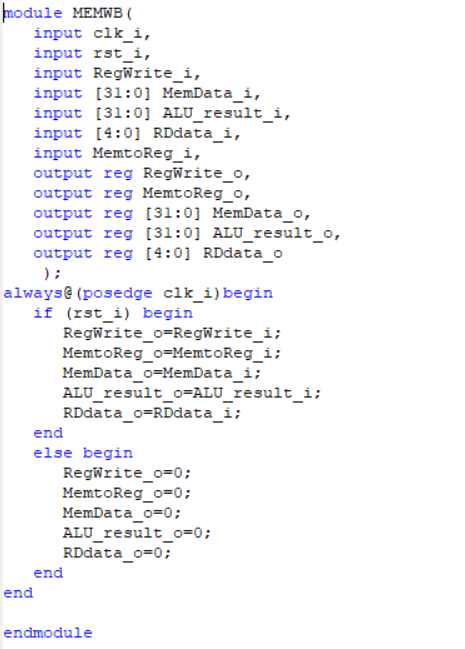 module MEMWB(
    input clk_i,
    input rst_i,
    input RegWrite_i,
    input [31:0] MemData_i,
    input [31:0] ALU_result_i,
    input [4:0] RDdata_i,
    input MemtoReg_i,
    output reg RegWrite_o,
    output reg MemtoReg_o,
    output reg [31:0] MemData_o,
    output reg [31:0] ALU_result_o,
    output reg [4:0] RDdata_o
     );
always@(posedge clk_i)begin
    if (rst_i) begin
        RegWrite_o=RegWrite_i;
        MemtoReg_o=MemtoReg_i;
        MemData_o=MemData_i;
        ALU_result_o=ALU_result_i;
        RDdata_o=RDdata_i;
    end
    else begin
        RegWrite_o=0;
        MemtoReg_o=0;
        MemData_o=0;
        ALU_result_o=0;
        RDdata_o=0;
    end
end
endmodule